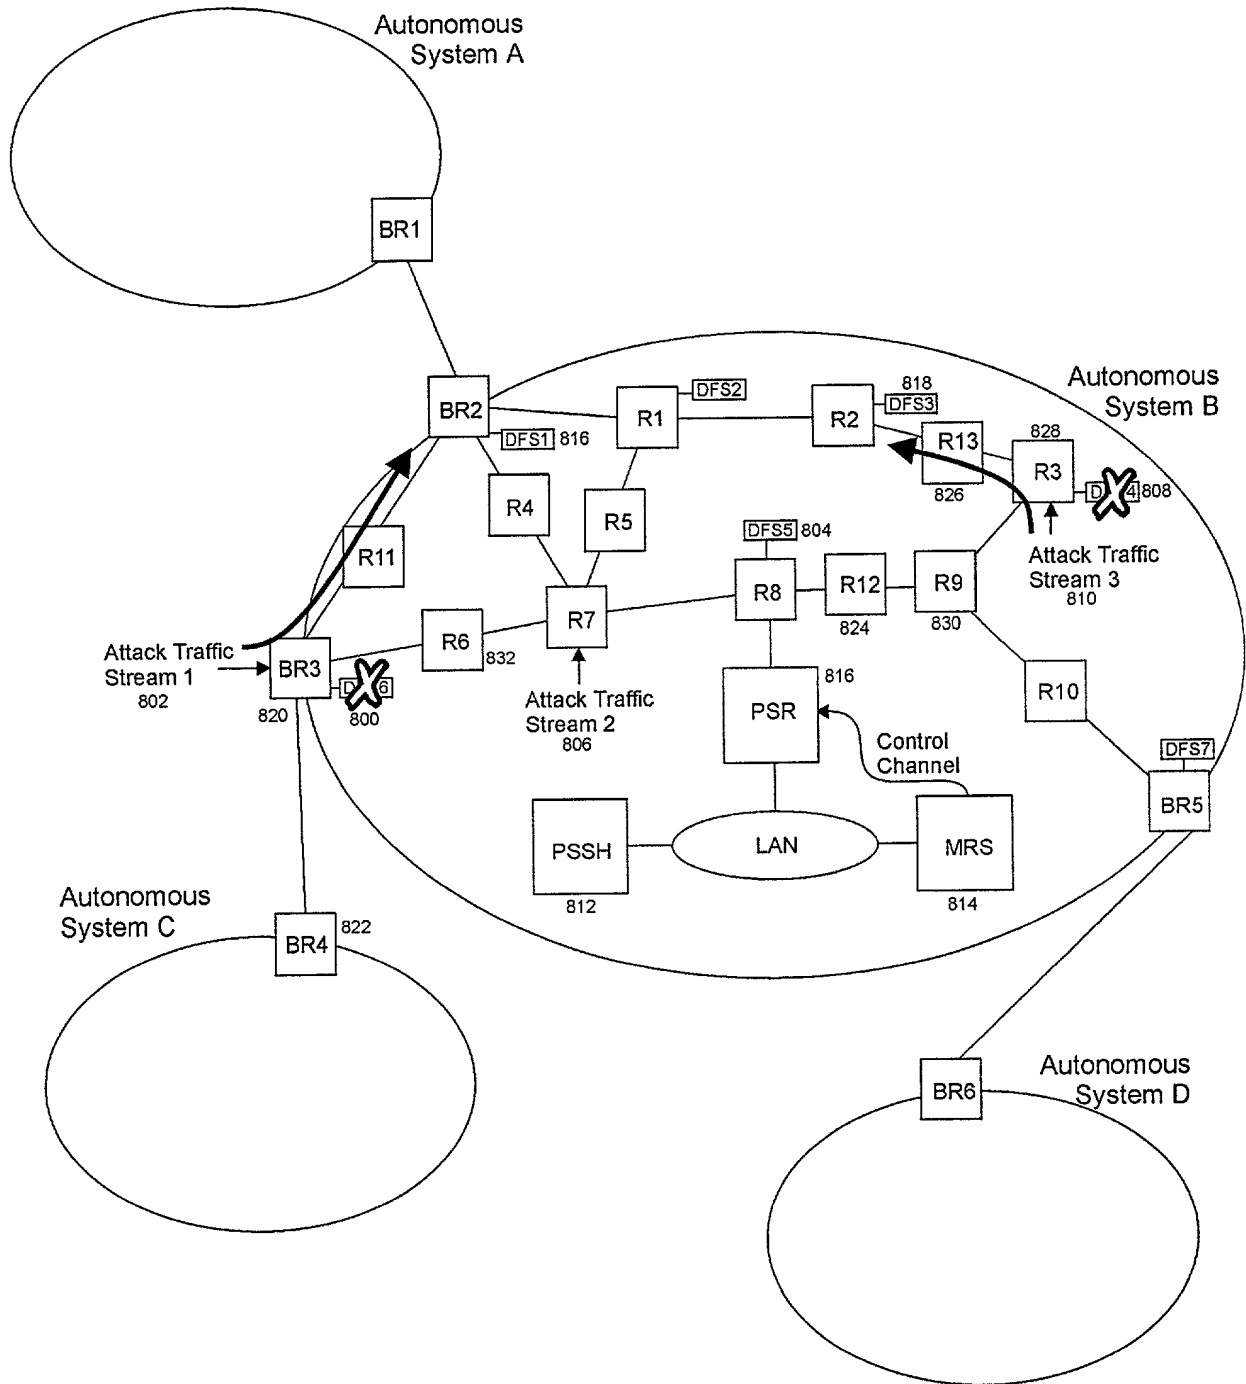 Autonomous
System A
BR1
BR2
DFS1 816
R1
DFS2
R2
818
DFS3
Autonomous
System B
R13
826
828
R3
808
R4
R5
R11
DFS5 804
R8
R12
824
R9
830
Attack Traffic
Stream 3
810
R7
R6
832
Attack Traffic
Stream 1
802
BR3
820
800
Attack Traffic
Stream 2
806
816
PSR
R10
Control
Channel
DFS7
BR5
PSSH
812
LAN
MRS
814
Autonomous
System C
822
BR4
Autonomous
System D
BR6